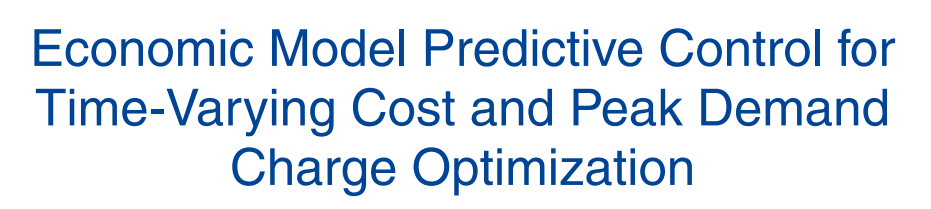 Economic Model Predictive Control for
Time-Varying Cost and Peak Demand
Charge Optimization